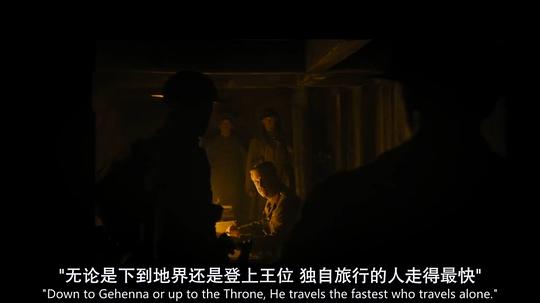 "无论是下到地界还是登上王位 独自旅行的人走得最快"
"Down to Gehenna or up to the Throne, He travels the fastest who travels alone."